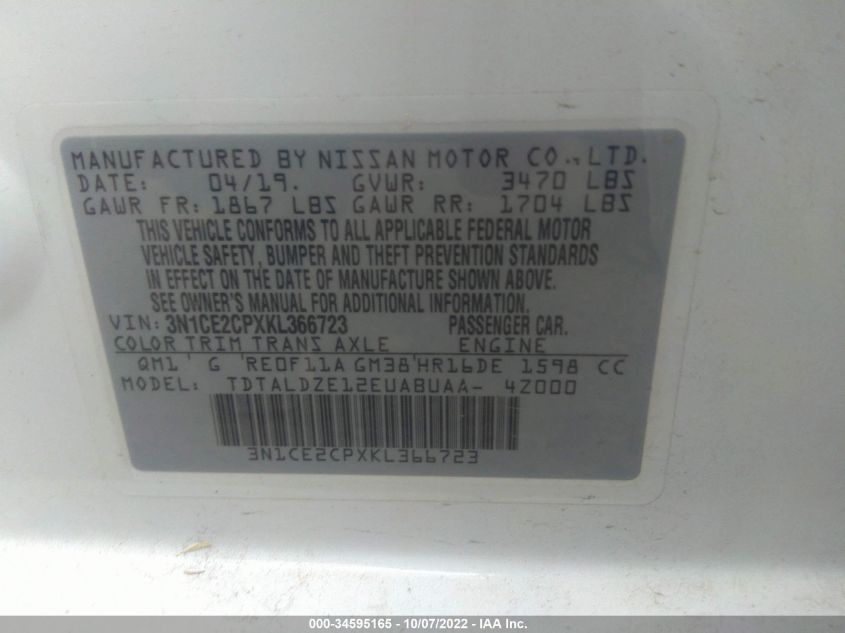 MANUFACTURED BY NISSAN MOTOR CO., LTD.
DATE: 04/19. GVWR: 3470 LBS
GAWR FR: 1867 LBS GAWR RR: 1704 LBS
THIS VEHICLE CONFORMS TO ALL APPLICABLE FEDERAL MOTOR
VEHICLE SAFETY, BUMPER AND THEFT PREVENTION STANDARDS
IN EFFECT ON THE DATE OF MANUFACTURE SHOWN ABOVE.
SEE OWNER'S MANUAL FOR ADDITIONAL INFORMATION.
VIN: 3N1CE2CPXKL366723 PASSENGER CAR.
COLOR TRIM TRANS AXLE ENGINE
QM1 G RE0F11A GM38 HR16DE 1598 CC
MODEL: TDTALDZE12EUABUAA- 4Z000
3N1CE2CPXKL366723
000-34595165 - 10/07/2022 - IAA Inc.